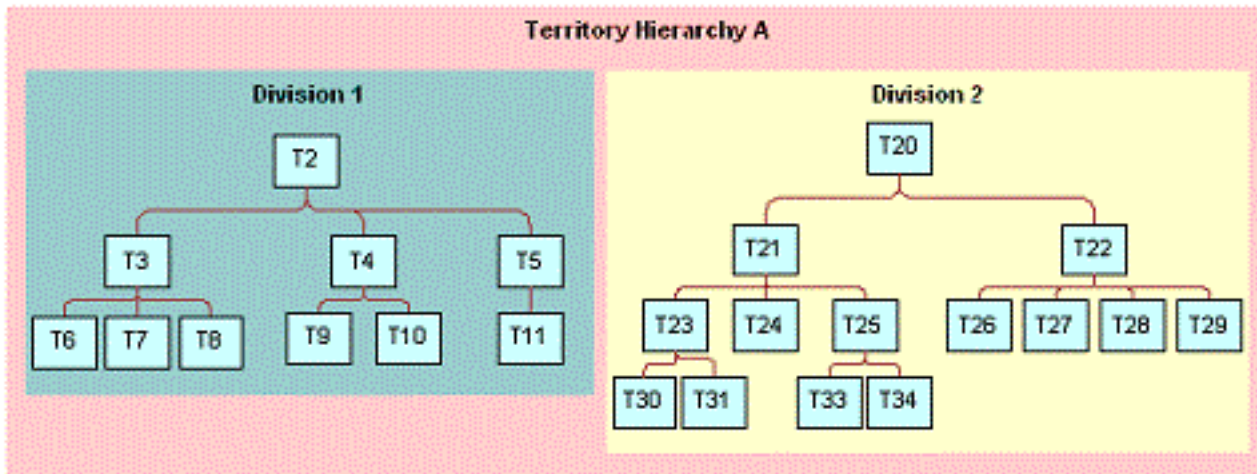 Territory Hierarchy A
Division 1
T2
T3 T4 T5
T6 T7 T8 T9 T10 T11
Division 2
T20
T21 T22
T23 T24 T25 T26 T27 T28 T29
T30 T31 T33 T34